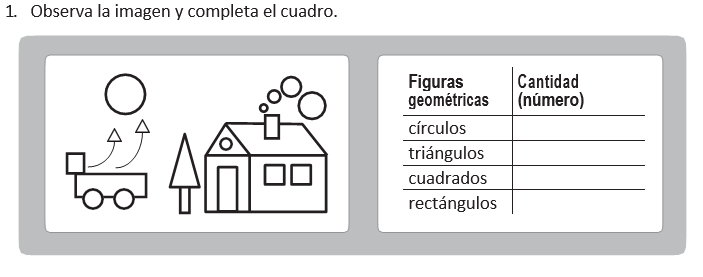 1. Observa la imagen y completa el cuadro.
Figuras geométricas
Cantidad (número)
círculos
triángulos
cuadrados
rectángulos